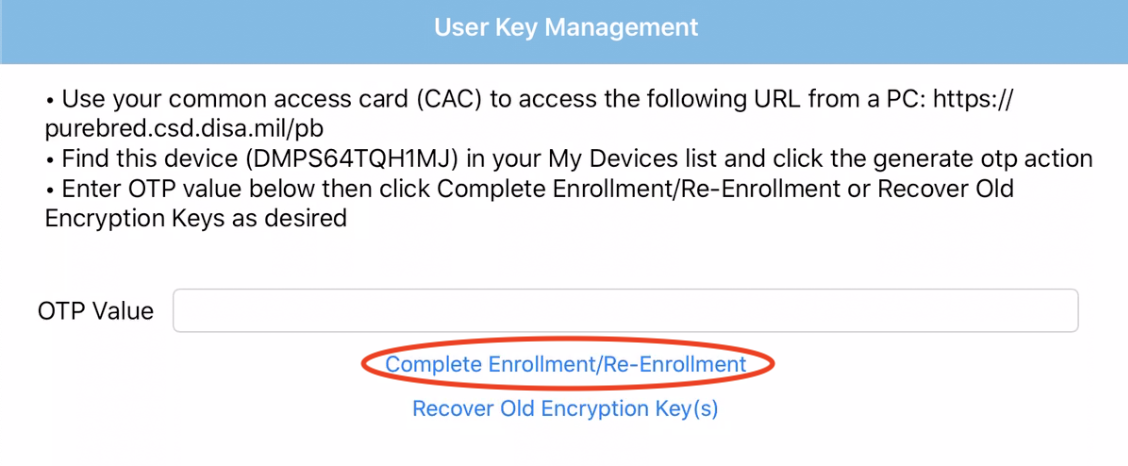 User Key Management
• Use your common access card (CAC) to access the following URL from a PC: https://
purebred.csd.disa.mil/pb
• Find this device (DMPS64TQH1MJ) in your My Devices list and click the generate otp action
• Enter OTP value below then click Complete Enrollment/Re-Enrollment or Recover Old
Encryption Keys as desired
OTP Value
Complete Enrollment/Re-Enrollment
Recover Old Encryption Key(s)